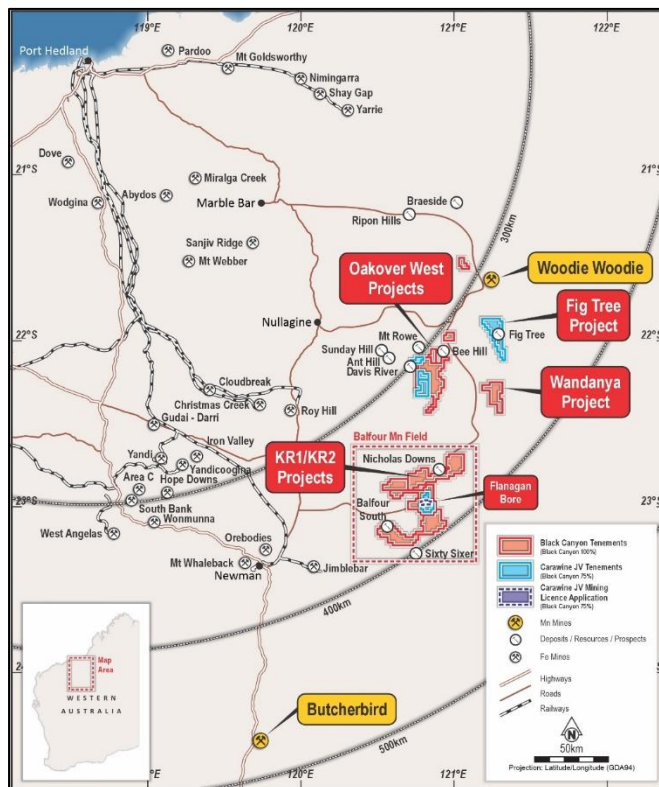 119°E
120°E
121°E
122°E
Port Hedland
Pardoo
Mt Goldsworthy
Nimingarra
Shay Gap
Yarrie
Dove
21°S
21°S
Miralga Creek
Abydos
Wodgina
Marble Bar
Braeside
Ripon Hills
300km
Sanjiv Ridge
Mt Webber
Oakover West
Projects
Woodie Woodie
Fig Tree
Project
Nullagine
22°S
22°S
Mt Rowe
Fig Tree
Sunday Hill
Bee Hill
Ant Hill
Davis River
Cloudbreak
Christmas Creek
Roy Hill
Wandanya
Project
Gudai - Darri
Iron Valley
Balfour Mn Field
KR1/KR2
Projects
Yandi
Yandicoogina
Nicholas Downs
Area C
Hope Downs
Flanagan
Bore
23°S
23°S
South Bank
Balfour
South
Wonmunna
West Angelas
Orebodies
Sixty Sixer
Mt Whaleback
Jimblebar
Newman
400km
Black Canyon Tenements
(Black Canyon 100%)
Carawine JV Tenements
(Black Canyon 75%)
Carawine JV Mining
Licence Application
(Black Canyon 75%)
Mn Mines
Deposits / Resources / Prospects
Fe Mines
Highways
Roads
Railways
N
50km
Projection: Latitude/Longitude (GDA94)
Map
Area
WESTERN
AUSTRALIA
24°S
Butcherbird
500km
119°E
120°E
121°E